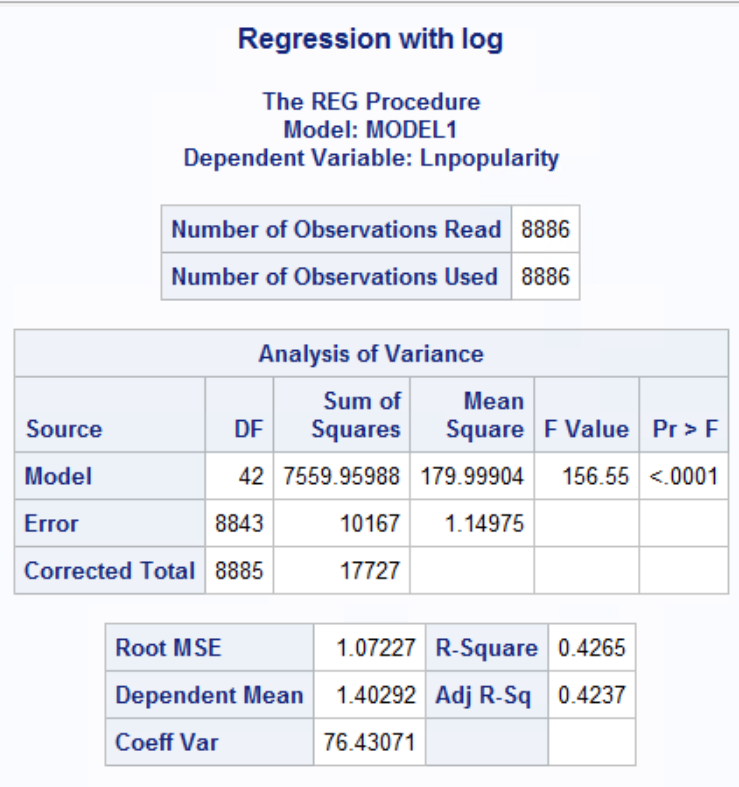 Regression with log
The REG Procedure
Model: MODEL1
Dependent Variable: Lnpopularity
Number of Observations Read 8886
Number of Observations Used 8886
Analysis of Variance
Source DF Sum of Squares Mean Square F Value Pr > F
Model 42 7559.95988 179.99904 156.55 <.0001
Error 8843 10167 1.14975
Corrected Total 8885 17727
Root MSE 1.07227 R-Square 0.4265
Dependent Mean 1.40292 Adj R-Sq 0.4237
Coeff Var 76.43071